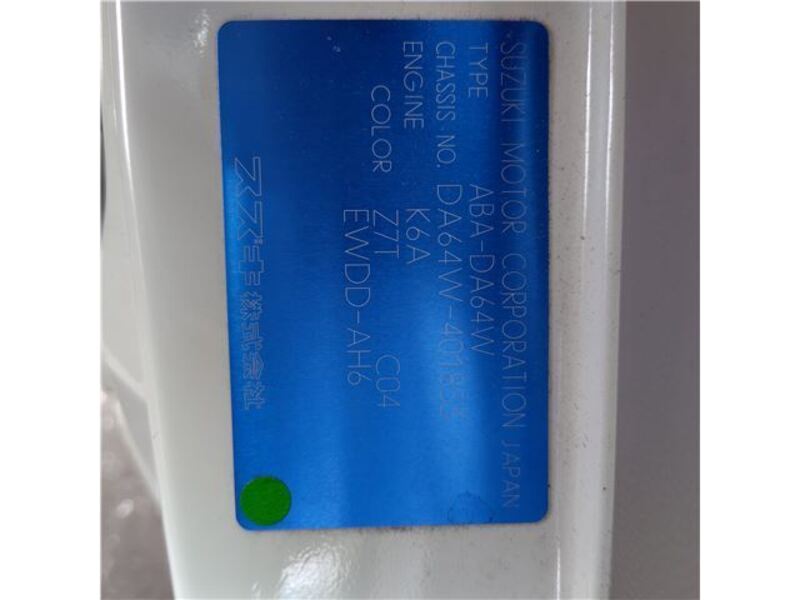 SUZUKI MOTOR CORPORATION JAPAN
TYPE ABA-DA64W
CHASSIS NO.
ENGINE K6A
COLOR Z7T C04
EWDD-AH6
スズキ株式会社